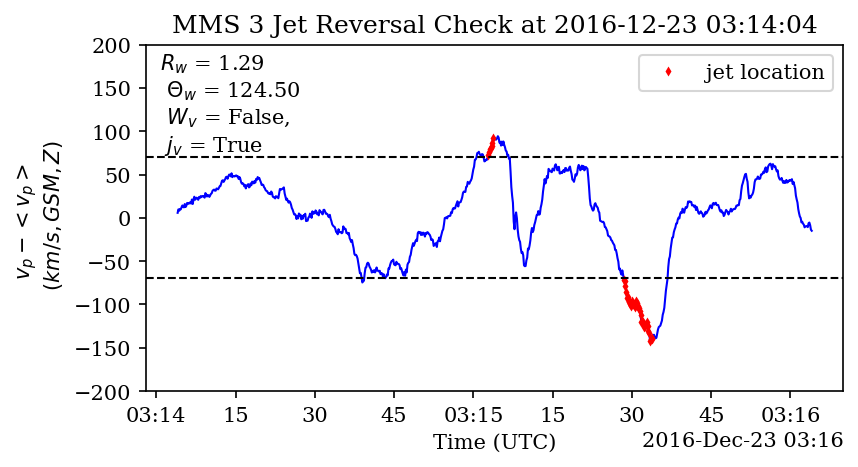 MMS 3 Jet Reversal Check at 2016-12-23 03:14:04
R_w = 1.29
Θ_w = 124.50
W_v = False,
j_v = True
jet location
v_p − < v_p >
(km/s, GSM, Z)
200
150
100
50
0
−50
−100
−150
−200
03:14 15 30 45 03:15 15 30 45 03:16
Time (UTC)
2016-Dec-23 03:16